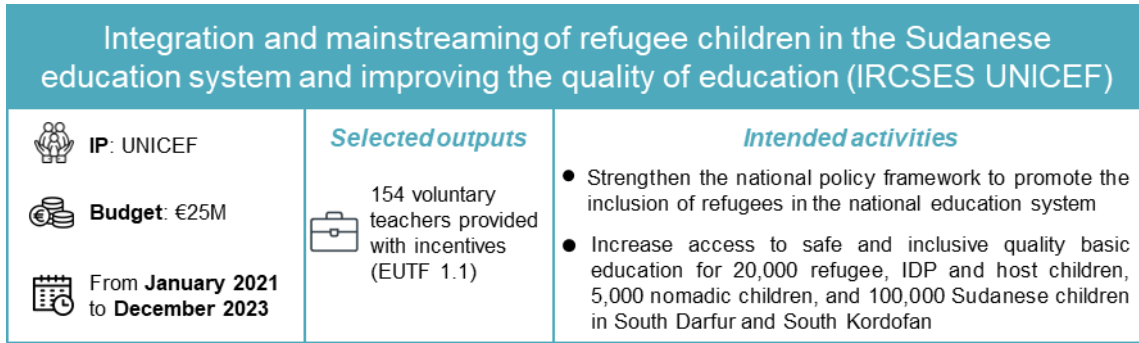 Integration and mainstreaming of refugee children in the Sudanese
education system and improving the quality of education (IRCSES UNICEF)
IP: UNICEF
Budget: €25M
From January 2021
to December 2023
Selected outputs
154 voluntary
teachers provided
with incentives
(EUTF 1.1)
Intended activities
● Strengthen the national policy framework to promote the
inclusion of refugees in the national education system
● Increase access to safe and inclusive quality basic
education for 20,000 refugee, IDP and host children,
5,000 nomadic children, and 100,000 Sudanese children
in South Darfur and South Kordofan